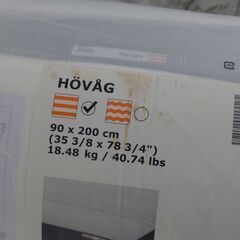 HÖVÅG
90 x 200 cm
(35 3/8 x 78 3/4")
18.48 kg / 40.74 lbs